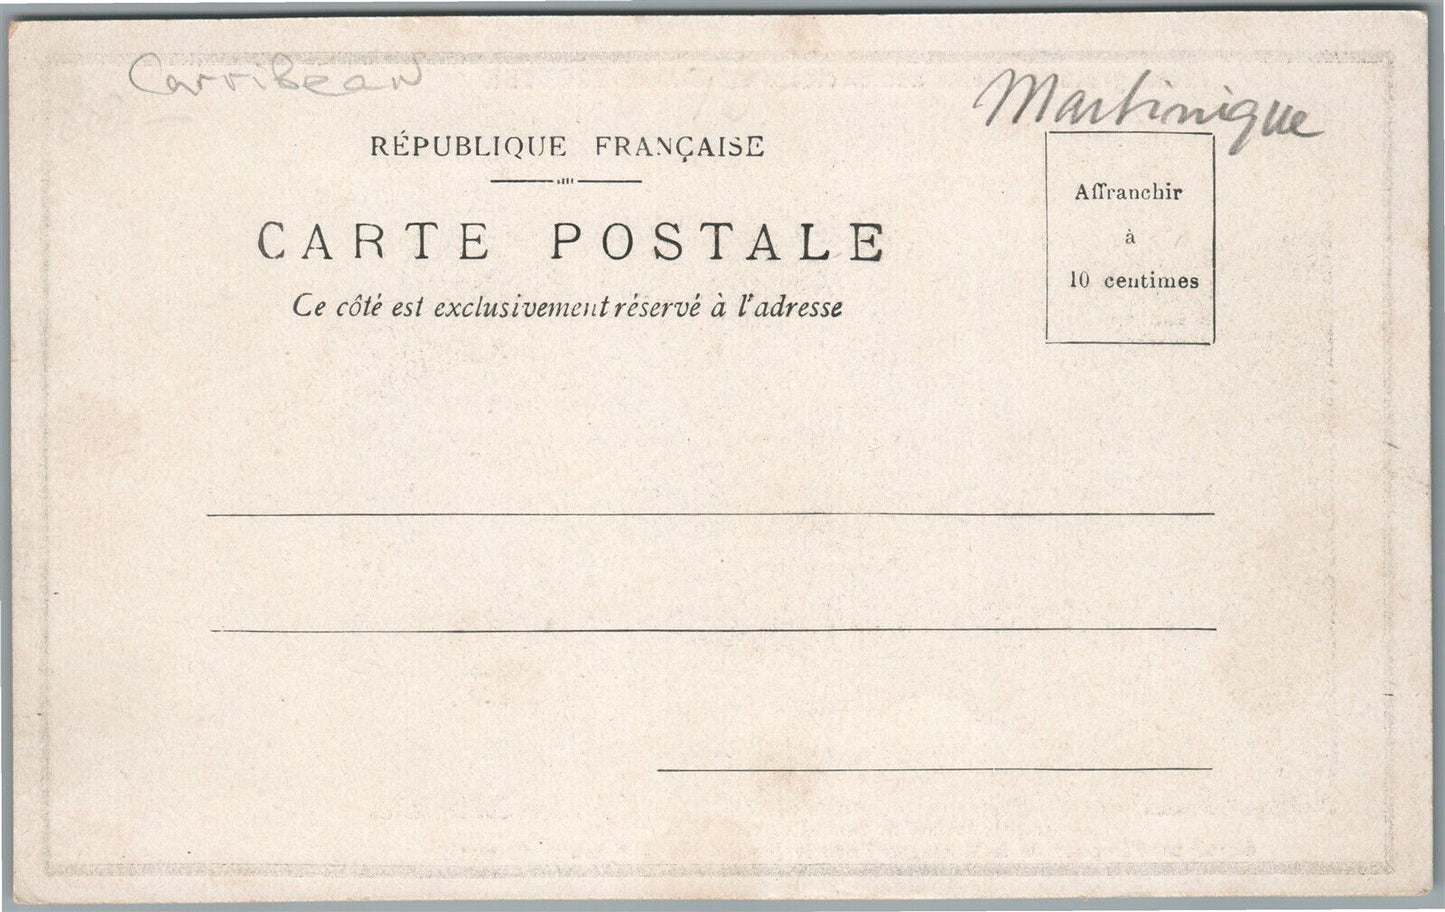 Carribean
Martinique
RÉPUBLIQUE FRANÇAISE
CARTE POSTALE
Ce côté est exclusivement réservé à l'adresse
Affranchir
à
10 centimes